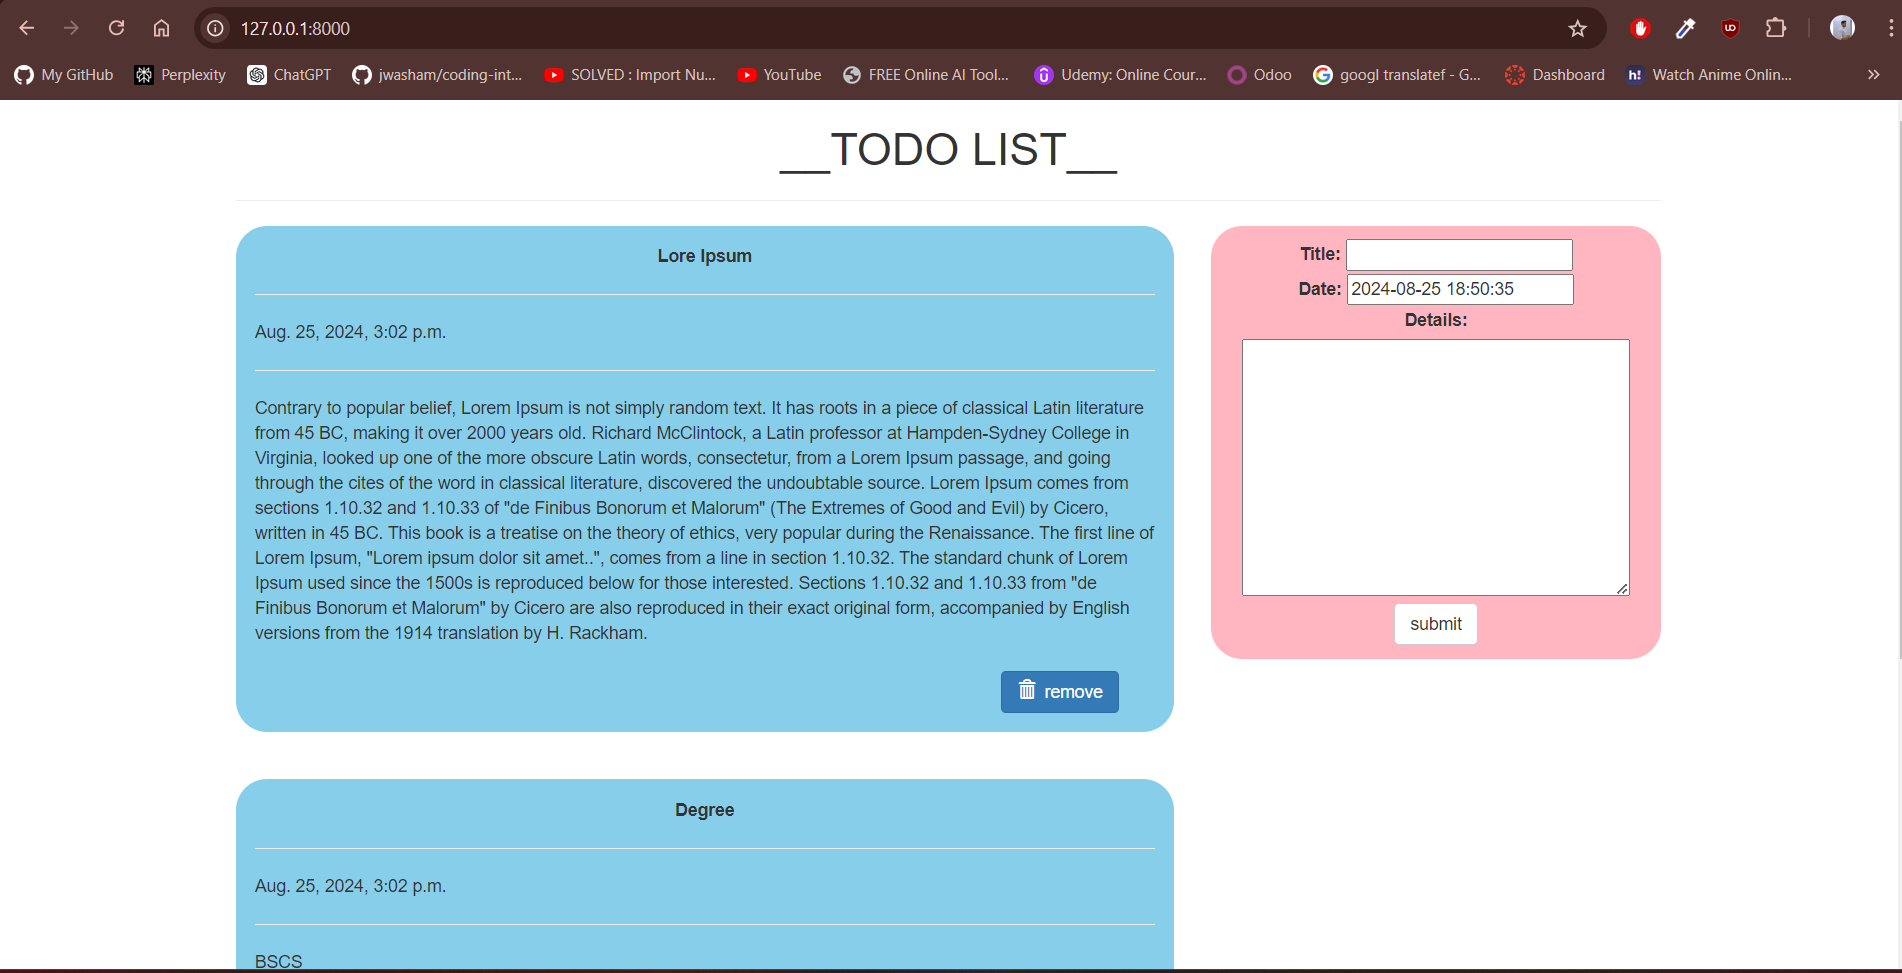 127.0.0.1:8000
My GitHub
Perplexity
ChatGPT
jwasham/coding-int...
SOLVED : Import Nu...
YouTube
FREE Online AI Tool...
Udemy: Online Cour...
Odoo
googl translatef - G...
Dashboard
h!
Watch Anime Onlin...
__TODO LIST__
Lore Ipsum
Aug. 25, 2024, 3:02 p.m.
Contrary to popular belief, Lorem Ipsum is not simply random text. It has roots in a piece of classical Latin literature
from 45 BC, making it over 2000 years old. Richard McClintock, a Latin professor at Hampden-Sydney College in
Virginia, looked up one of the more obscure Latin words, consectetur, from a Lorem Ipsum passage, and going
through the cites of the word in classical literature, discovered the undoubtable source. Lorem Ipsum comes from
sections 1.10.32 and 1.10.33 of "de Finibus Bonorum et Malorum" (The Extremes of Good and Evil) by Cicero,
written in 45 BC. This book is a treatise on the theory of ethics, very popular during the Renaissance. The first line of
Lorem Ipsum, "Lorem ipsum dolor sit amet..", comes from a line in section 1.10.32. The standard chunk of Lorem
Ipsum used since the 1500s is reproduced below for those interested. Sections 1.10.32 and 1.10.33 from "de
Finibus Bonorum et Malorum" by Cicero are also reproduced in their exact original form, accompanied by English
versions from the 1914 translation by H. Rackham.
remove
Degree
Aug. 25, 2024, 3:02 p.m.
BSCS
Title:
Date: 2024-08-25 18:50:35
Details:
submit